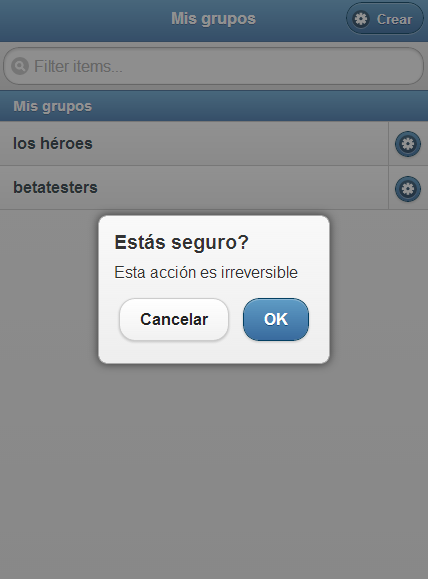 Mis grupos
Crear
Filter items...
Mis grupos
los héroes
betatesters
Estás seguro?
Esta acción es irreversible
Cancelar
OK